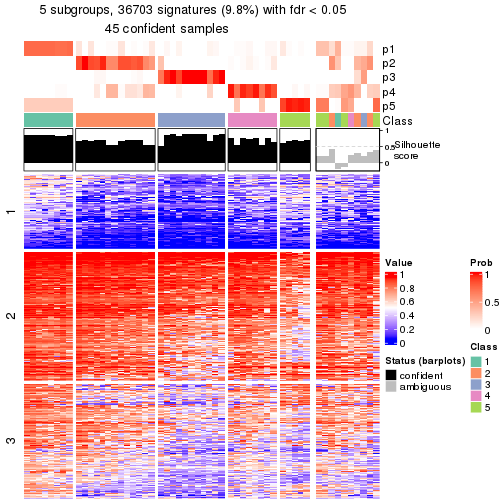 5 subgroups, 36703 signatures (9.8%) with fdr < 0.05
45 confident samples
p1
p2
p3
p4
p5
Class
1
0.5
0
Silhouette
score
1
2
3
Value
1
0.8
0.6
0.4
0.2
0
Status (barplots)
confident
ambiguous
Prob
1
0.5
0
Class
1
2
3
4
5